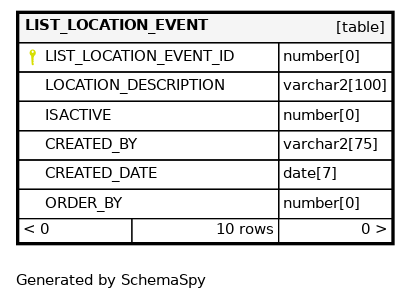 LIST_LOCATION_EVENT [table]
LIST_LOCATION_EVENT_ID number[0]
LOCATION_DESCRIPTION varchar2[100]
ISACTIVE number[0]
CREATED_BY varchar2[75]
CREATED_DATE date[7]
ORDER_BY number[0]
< 0 10 rows 0 >
Generated by SchemaSpy